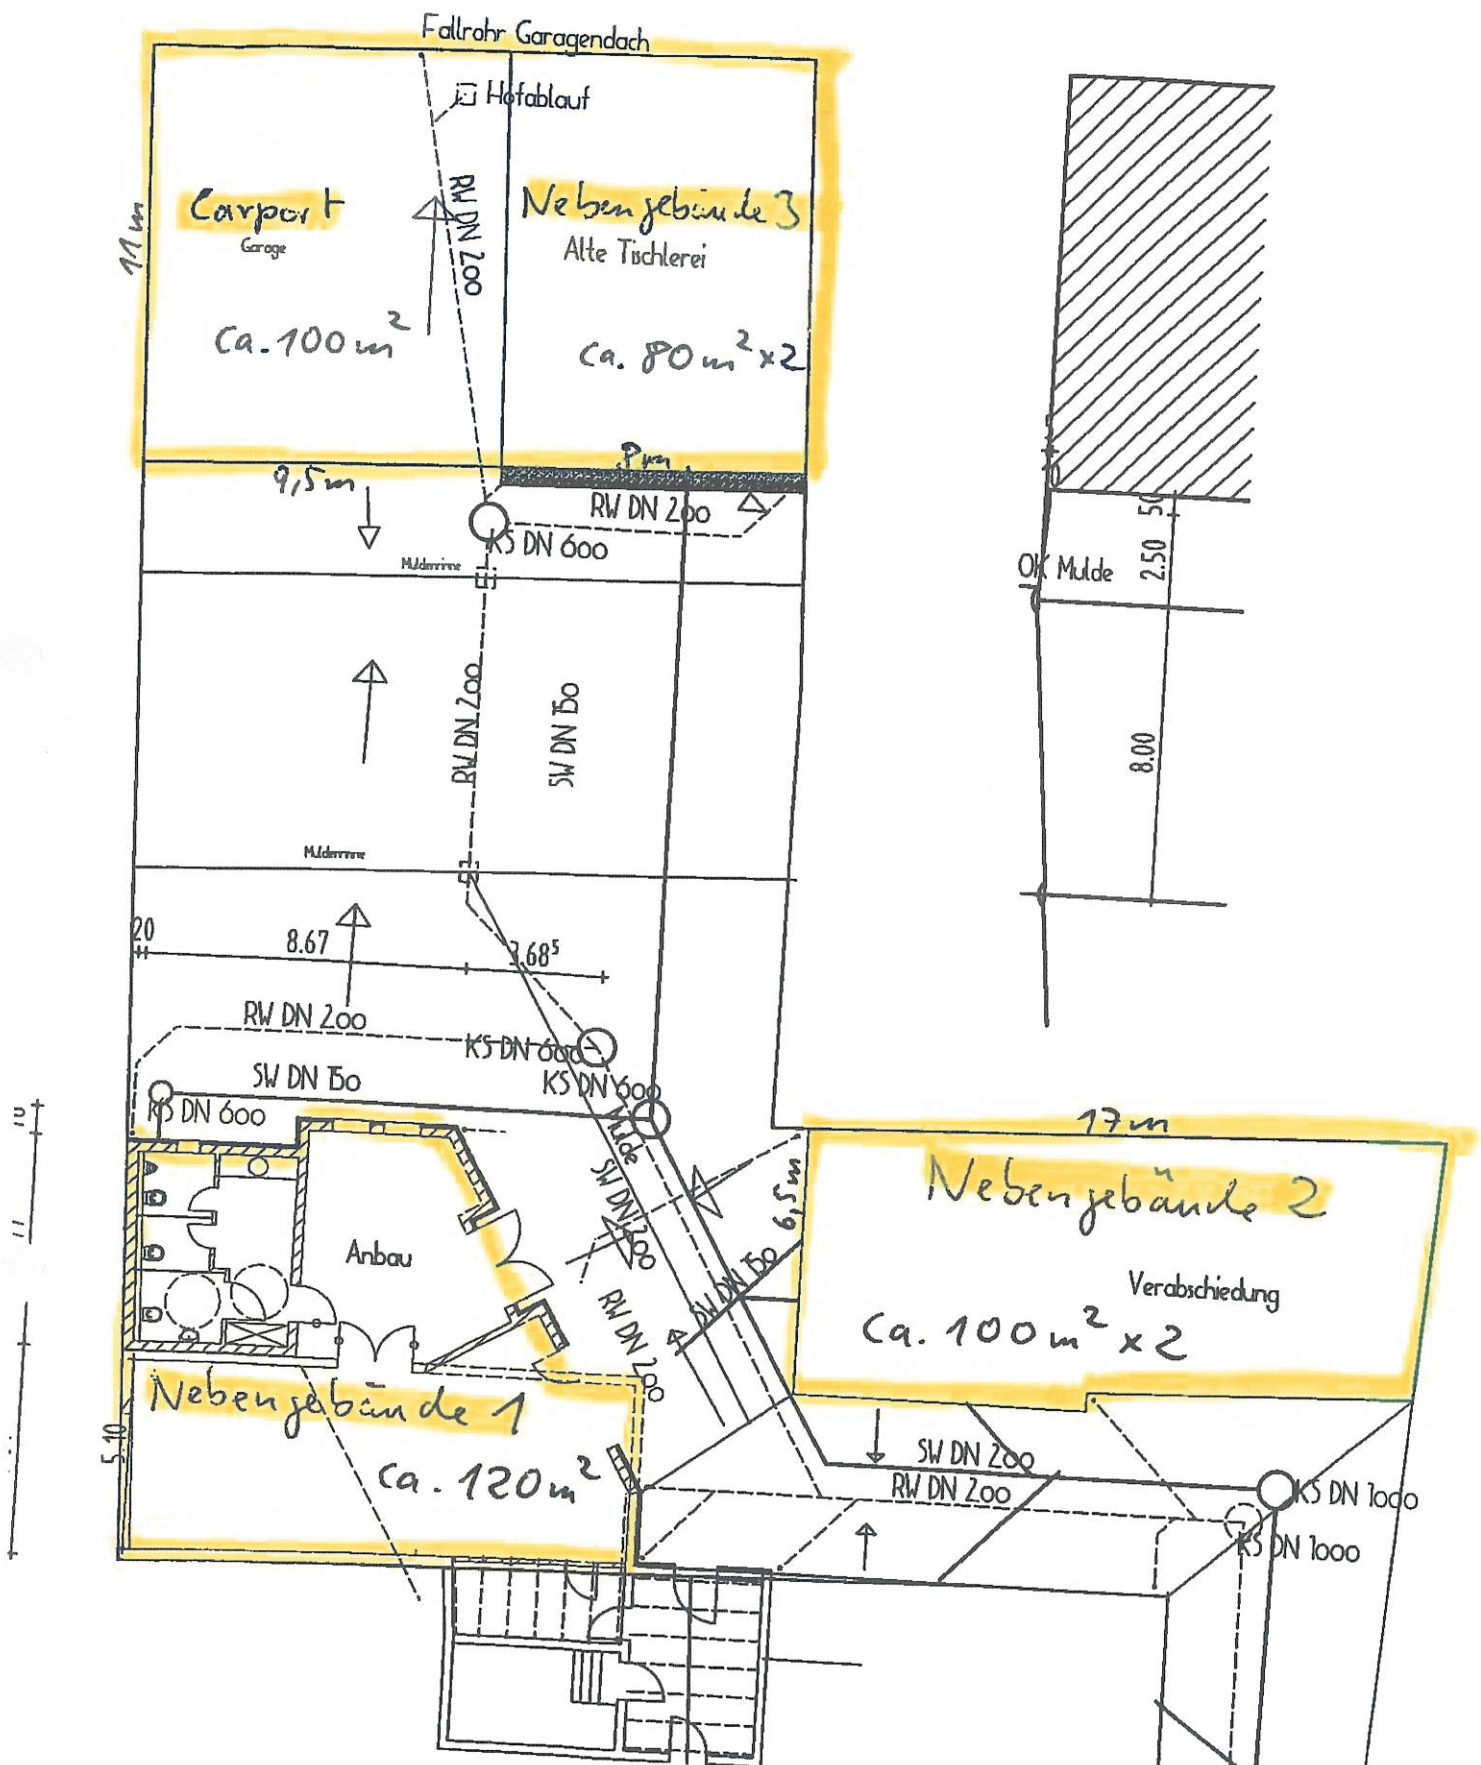 Fallrohr Garagendach
Hofablauf
RW DN 200
Carport
Garage
ca. 100 m²
11 m
Nebengebäude 3
Alte Tischlerei
ca. 80 m² x 2
9,5 m
8 m
RW DN 200
KS DN 600
Muldenrinne
50
2.50
OK Mulde
8.00
RW DN 200
SW DN 150
Muldenrinne
20
8.67
3.68⁵
RW DN 200
KS DN 600
SW DN 150
KS DN 600
KS DN 600
Mulde
SW DN 200
17 m
6,5 m
Nebengebäude 2
Verabschiedung
ca. 100 m² x 2
Anbau
SW DN 150
RW DN 200
Nebengebäude 1
ca. 120 m²
5.10
SW DN 200
RW DN 200
KS DN 1000
KS DN 1000